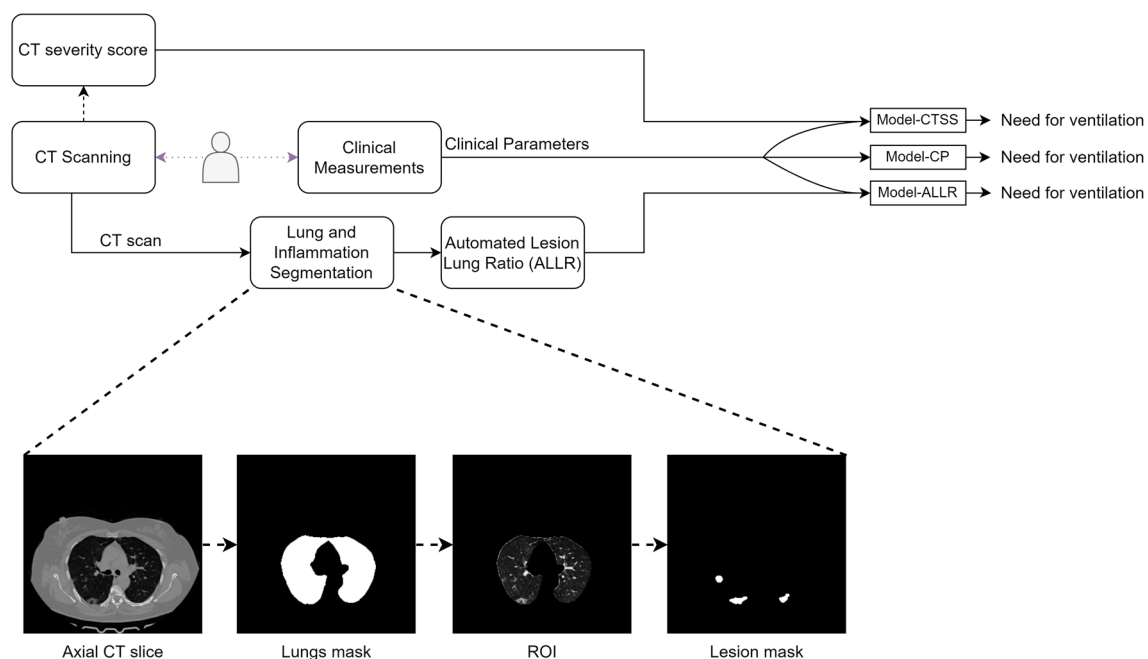 CT severity score
CT Scanning
Clinical
Measurements
Clinical Parameters
Model-CTSS
Need for ventilation
Model-CP
Need for ventilation
Model-ALLR
Need for ventilation
CT scan
Lung and
Inflammation
Segmentation
Automated Lesion
Lung Ratio (ALLR)
Axial CT slice
Lungs mask
ROI
Lesion mask